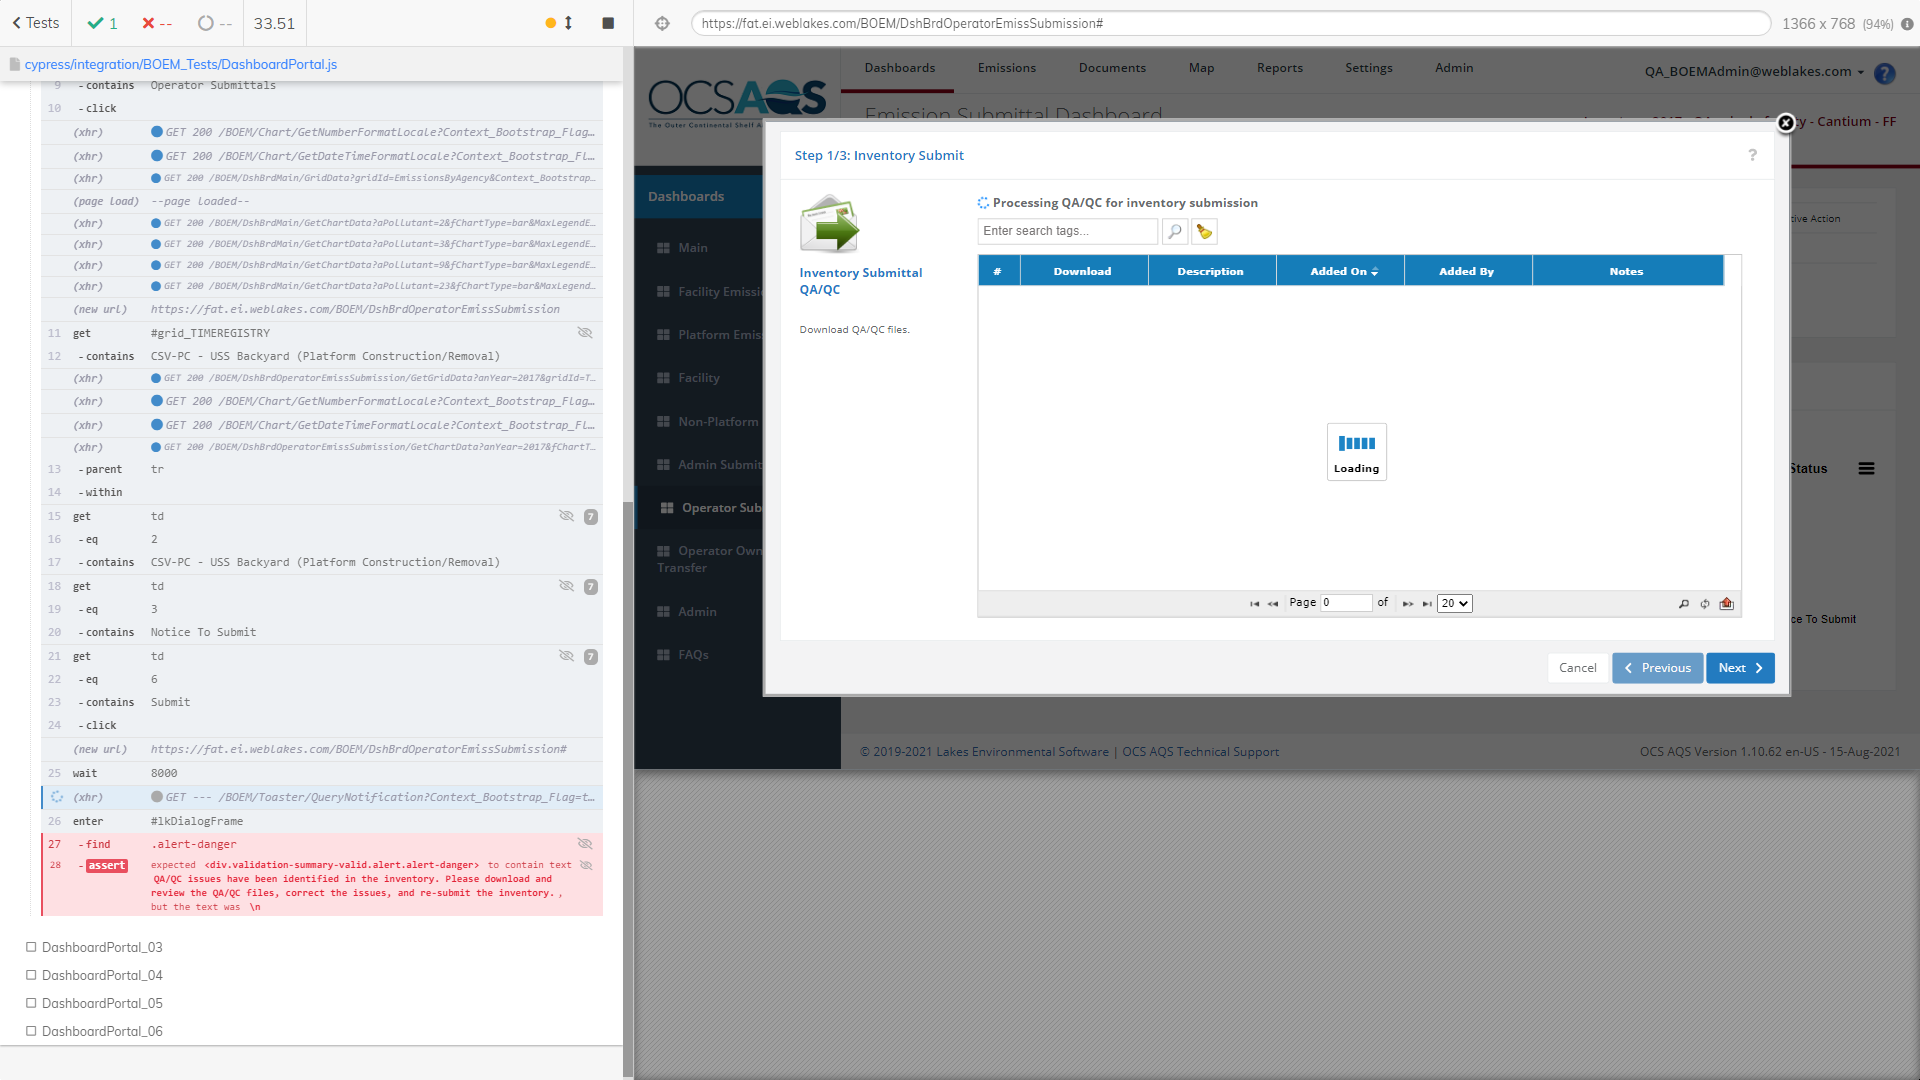 Tests
1
--
--
33.51
https://fat.ei.weblakes.com/BOEM/DshBrdOperatorEmissSubmission#
1366 x 768 (94%)
cypress/integration/BOEM_Tests/DashboardPortal.js
9 -contains Operator Submittals
10 -click
(xhr) GET 200 /BOEM/Chart/GetNumberFormatLocale?Context_Bootstrap_Flag…
(xhr) GET 200 /BOEM/Chart/GetDateTimeFormatLocale?Context_Bootstrap_Fl…
(xhr) GET 200 /BOEM/DshBrdMain/GridData?gridId=EmissionsByAgency&Context_Bootstrap…
(page load) --page loaded--
(xhr) GET 200 /BOEM/DshBrdMain/GetChartData?aPollutant=2&fChartType=bar&MaxLegendE…
(xhr) GET 200 /BOEM/DshBrdMain/GetChartData?aPollutant=3&fChartType=bar&MaxLegendE…
(xhr) GET 200 /BOEM/DshBrdMain/GetChartData?aPollutant=9&fChartType=bar&MaxLegendE…
(xhr) GET 200 /BOEM/DshBrdMain/GetChartData?aPollutant=23&fChartType=bar&MaxLegend…
(new url) https://fat.ei.weblakes.com/BOEM/DshBrdOperatorEmissSubmission
11 get #grid_TIMEREGISTRY
12 -contains CSV-PC - USS Backyard (Platform Construction/Removal)
(xhr) GET 200 /BOEM/DshBrdOperatorEmissSubmission/GetGridData?anYear=2017&gridId=T…
(xhr) GET 200 /BOEM/Chart/GetNumberFormatLocale?Context_Bootstrap_Flag…
(xhr) GET 200 /BOEM/Chart/GetDateTimeFormatLocale?Context_Bootstrap_Fl…
(xhr) GET 200 /BOEM/DshBrdOperatorEmissSubmission/GetChartData?anYear=2017&fChartT…
13 -parent tr
14 -within
15 get td 7
16 -eq 2
17 -contains CSV-PC - USS Backyard (Platform Construction/Removal)
18 get td 7
19 -eq 3
20 -contains Notice To Submit
21 get td 7
22 -eq 6
23 -contains Submit
24 -click
(new url) https://fat.ei.weblakes.com/BOEM/DshBrdOperatorEmissSubmission#
25 wait 8000
(xhr) GET --- /BOEM/Toaster/QueryNotification?Context_Bootstrap_Flag=t…
26 enter #lkDialogFrame
27 -find .alert-danger
28 -assert expected <div.validation-summary-valid.alert.alert-danger> to contain text
QA/QC issues have been identified in the inventory. Please download and
review the QA/QC files, correct the issues, and re-submit the inventory. ,
but the text was \n
DashboardPortal_03
DashboardPortal_04
DashboardPortal_05
DashboardPortal_06
OCSAQS
The Outer Continental Shelf A
Dashboards
Emissions
Documents
Map
Reports
Settings
Admin
QA_BOEMAdmin@weblakes.com
?
Emission Submittal Dashboard
y - Cantium - FF
Dashboards
Main
Facility Emissi
Platform Emis
Facility
Non-Platform
Admin Submit
Operator Sub
Operator Own
Transfer
Admin
FAQs
tive Action
Status
ce To Submit
Step 1/3: Inventory Submit
?
Inventory Submittal
QA/QC
Download QA/QC files.
Processing QA/QC for inventory submission
Enter search tags...
# Download Description Added On Added By Notes
Loading
Page 0 of 20
Cancel
Previous
Next
© 2019-2021 Lakes Environmental Software | OCS AQS Technical Support
OCS AQS Version 1.10.62 en-US - 15-Aug-2021